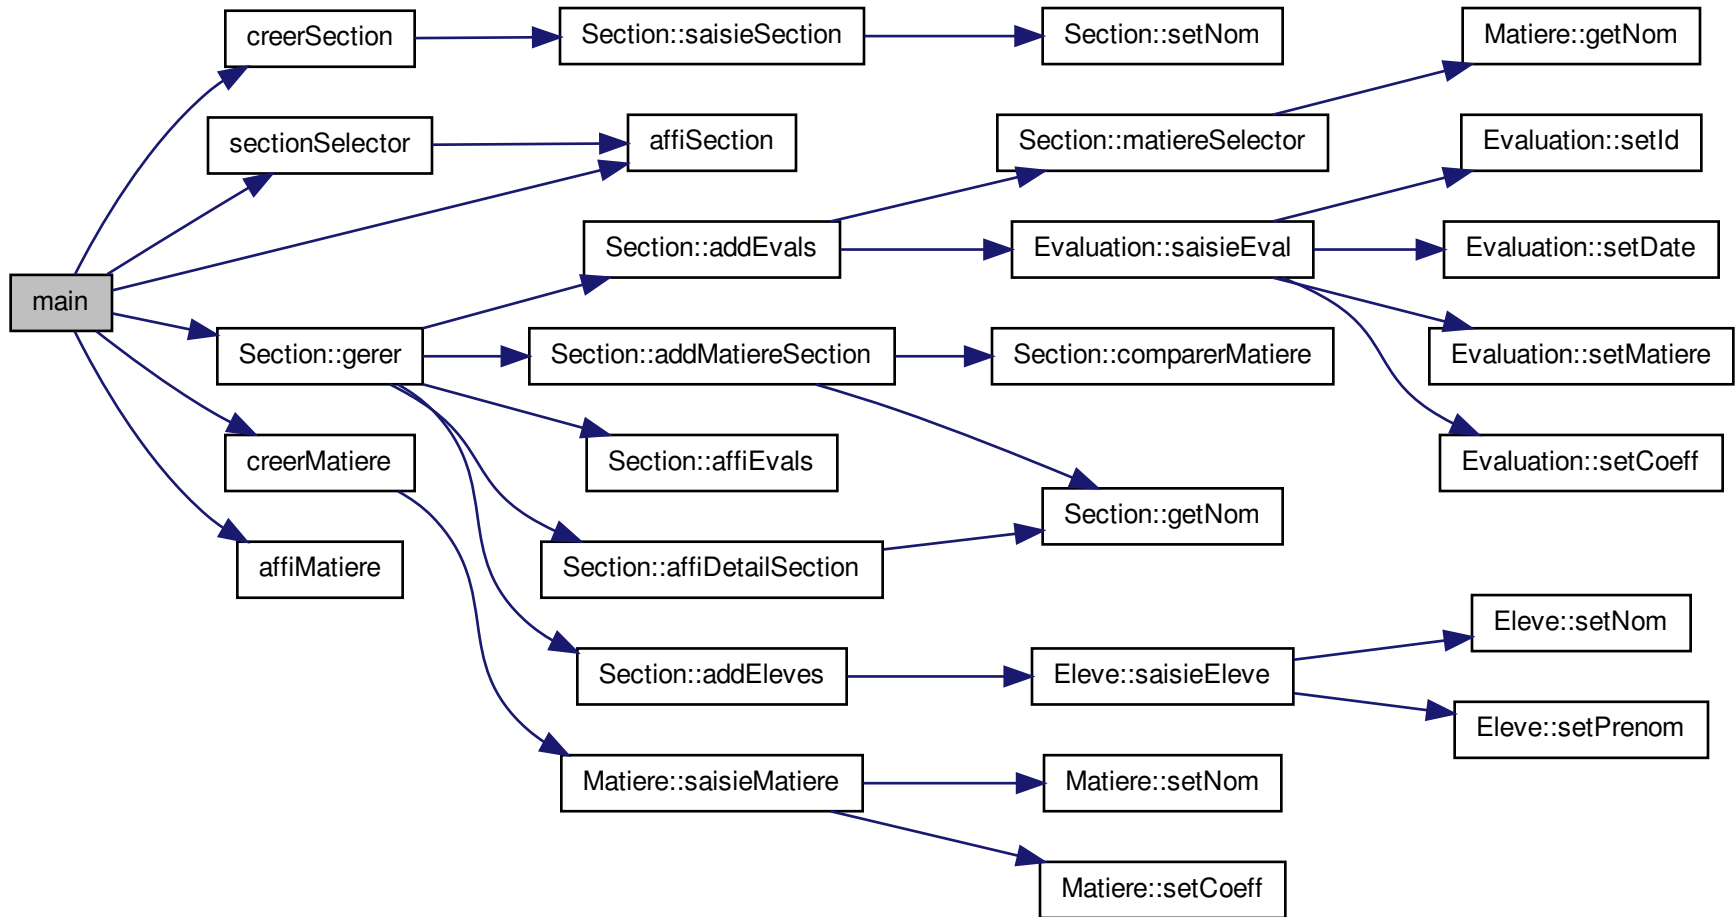 creerSection
Section::saisieSection
Section::setNom
Matiere::getNom
sectionSelector
affiSection
Section::matiereSelector
Evaluation::setId
Section::addEvals
Evaluation::saisieEval
Evaluation::setDate
main
Section::gerer
Section::addMatiereSection
Section::comparerMatiere
Evaluation::setMatiere
creerMatiere
Section::affiEvals
Evaluation::setCoeff
Section::getNom
affiMatiere
Section::affiDetailSection
Eleve::setNom
Section::addEleves
Eleve::saisieEleve
Eleve::setPrenom
Matiere::saisieMatiere
Matiere::setNom
Matiere::setCoeff